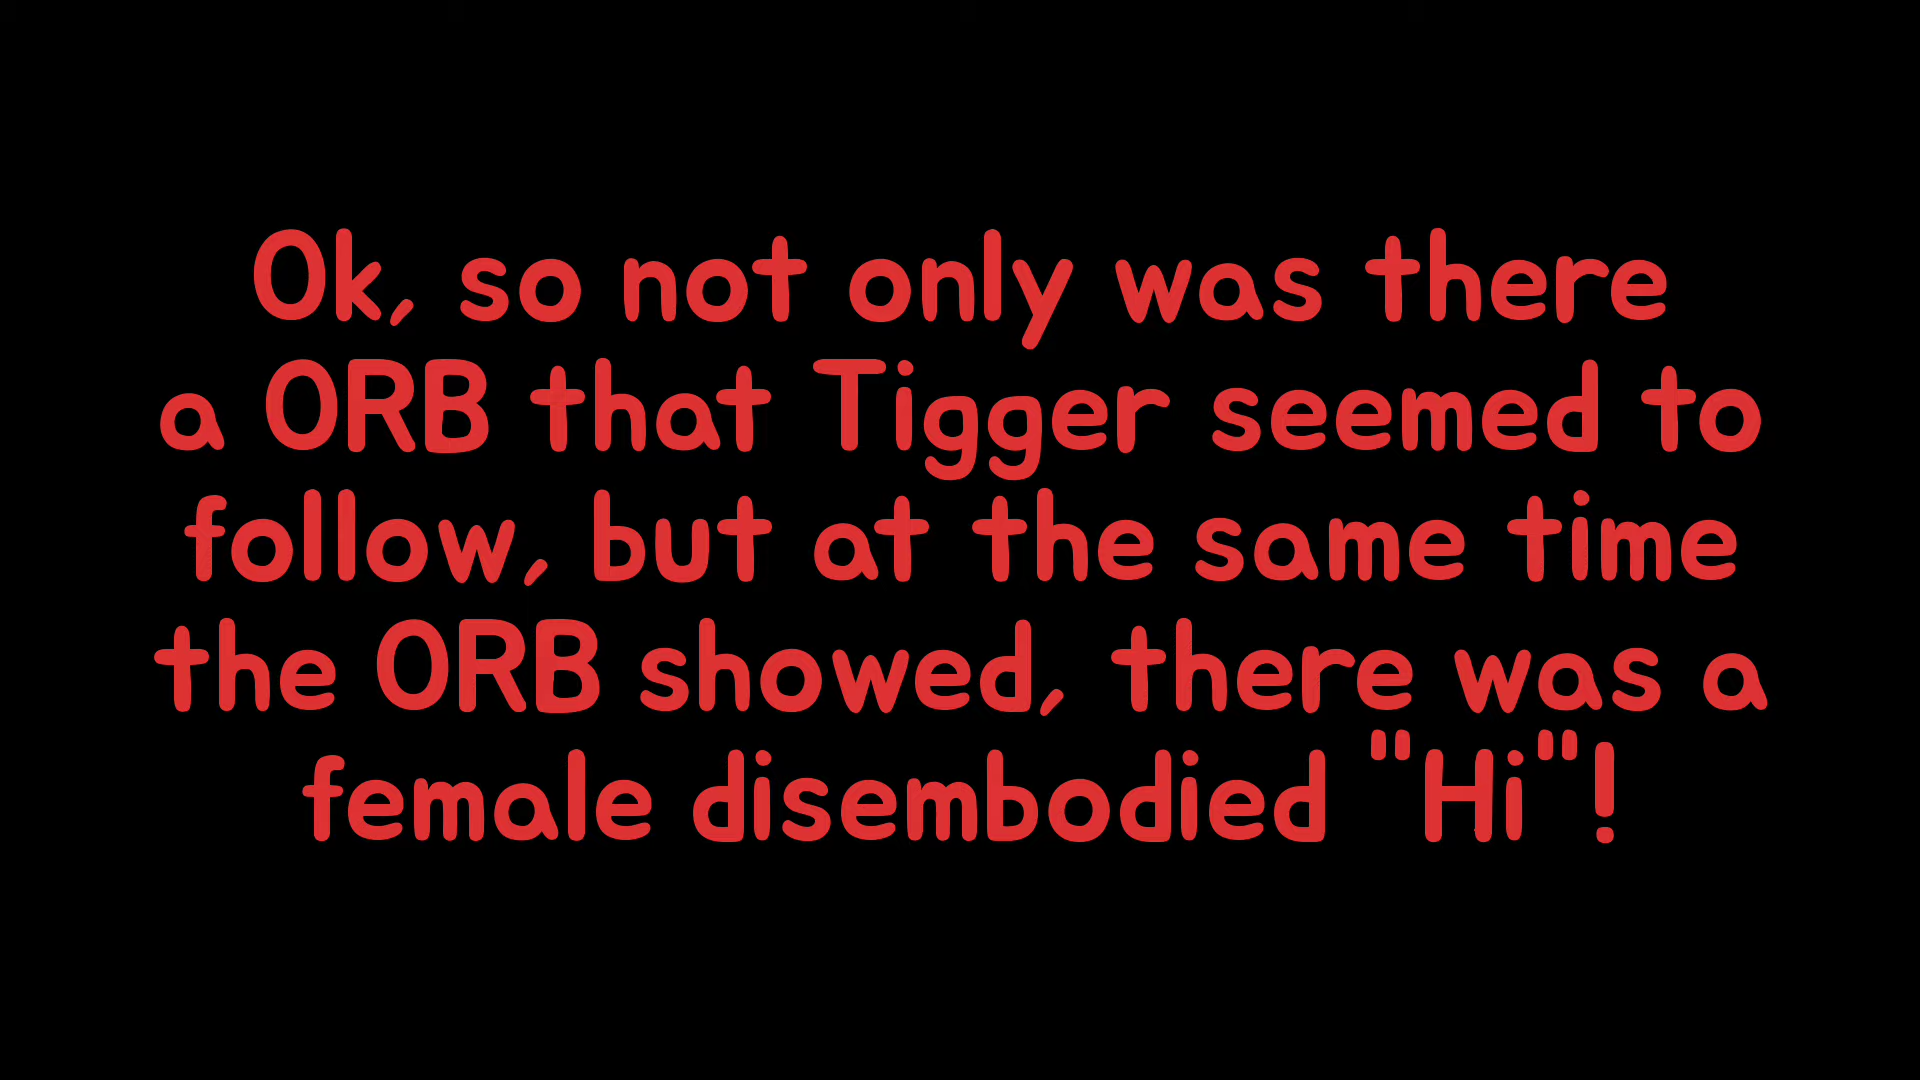 Ok, so not only was there
a ORB that Tigger seemed to
follow, but at the same time
the ORB showed, there was a
female disembodied "Hi"!